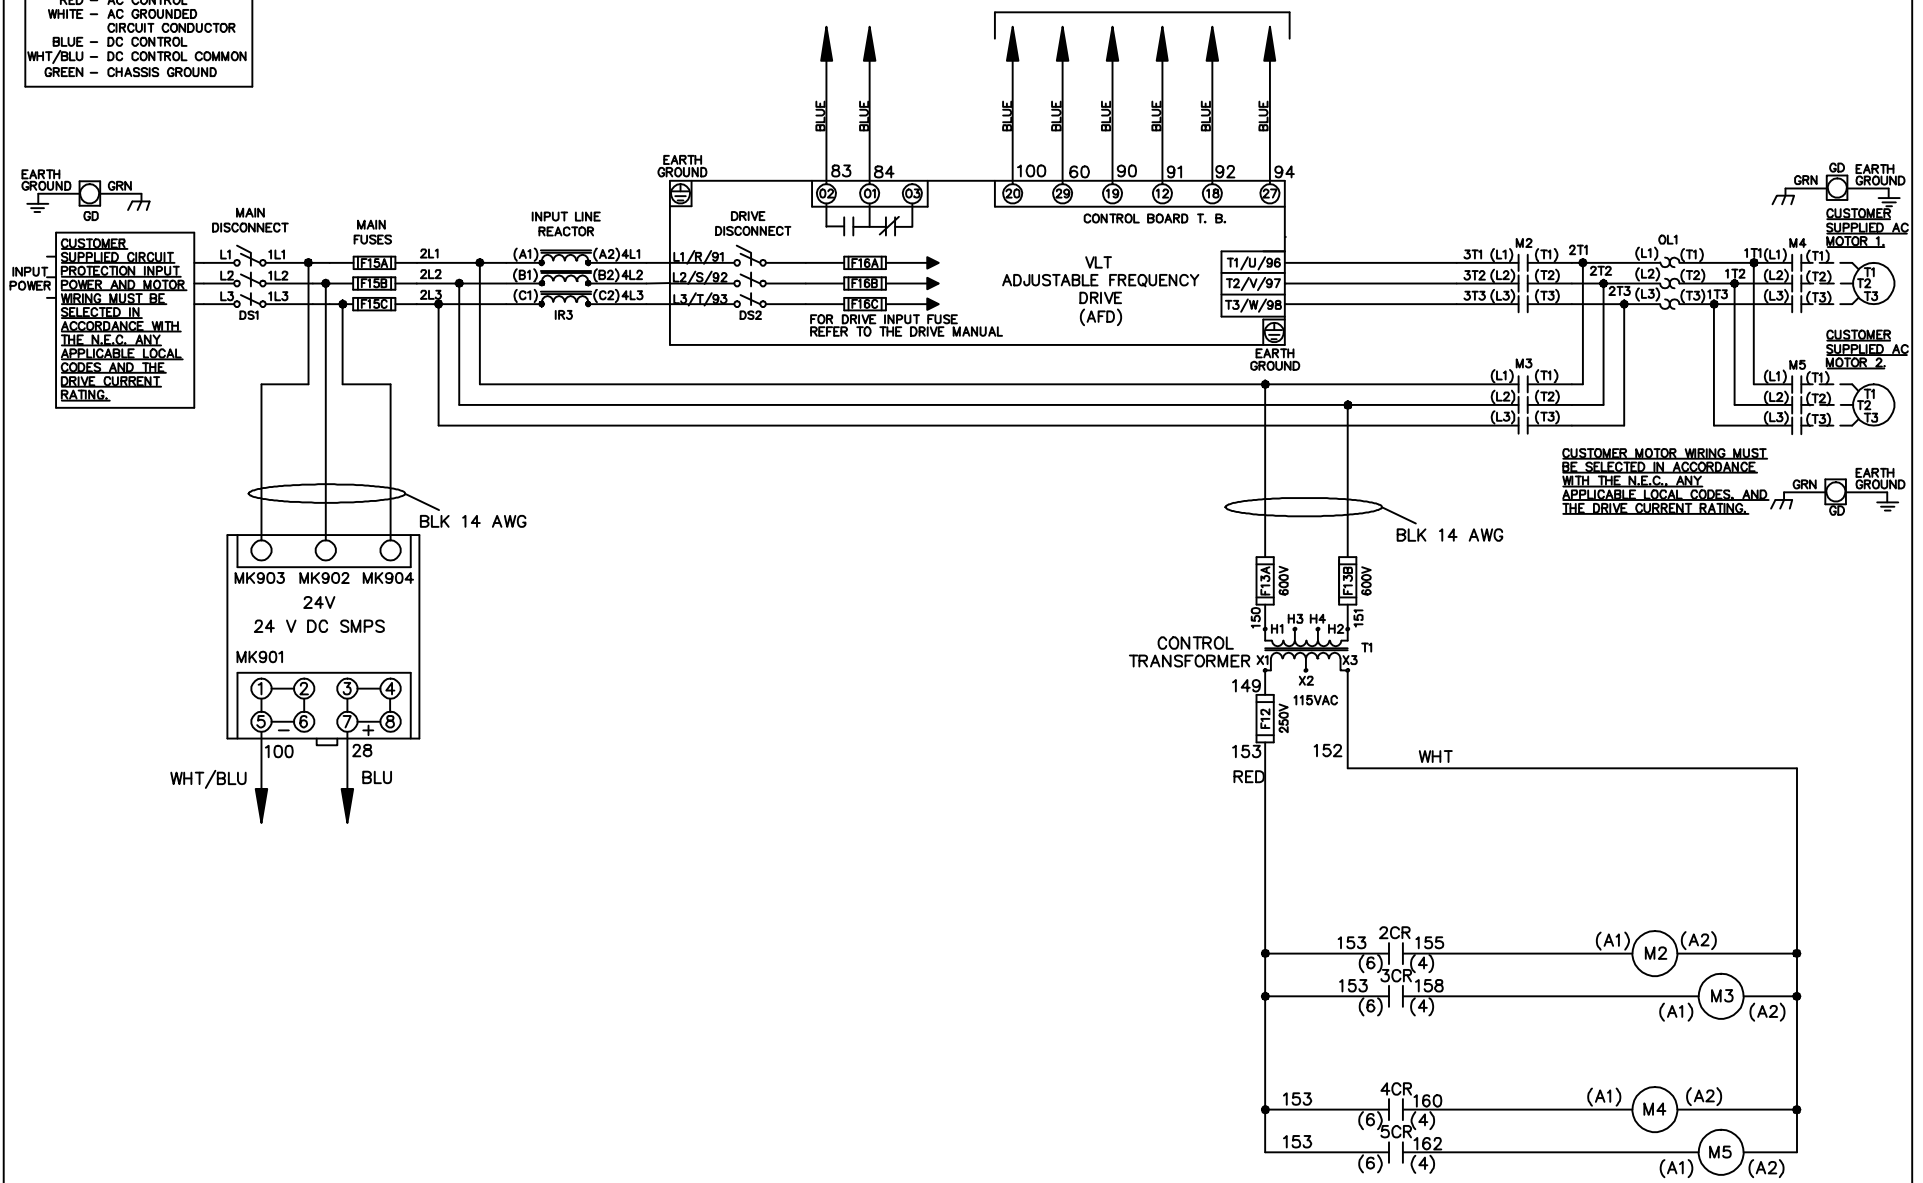 RED – AC CONTROL
WHITE – AC GROUNDED
CIRCUIT CONDUCTOR
BLUE – DC CONTROL
WHT/BLU – DC CONTROL COMMON
GREEN – CHASSIS GROUND
BLUE
BLUE
BLUE
BLUE
BLUE
BLUE
BLUE
BLUE
EARTH
GROUND
GRN
GD
EARTH
GROUND
83
84
02
01
03
100
60
90
91
92
94
20
29
19
12
18
27
CONTROL BOARD T. B.
GD
GRN
EARTH
GROUND
CUSTOMER
SUPPLIED AC
MOTOR 1.
INPUT
POWER
CUSTOMER
SUPPLIED CIRCUIT
PROTECTION INPUT
POWER AND MOTOR
WIRING MUST BE
SELECTED IN
ACCORDANCE WITH
THE N.E.C. ANY
APPLICABLE LOCAL
CODES AND THE
DRIVE CURRENT
RATING.
MAIN
DISCONNECT
L1 1L1
L2 1L2
L3 1L3
DS1
MAIN
FUSES
F15A
F15B
F15C
2L1
2L2
2L3
INPUT LINE
REACTOR
(A1) (A2) 4L1
(B1) (B2) 4L2
(C1) (C2) 4L3
IR3
L1/R/91
L2/S/92
L3/T/93
DRIVE
DISCONNECT
DS2
F16A
F16B
F16C
FOR DRIVE INPUT FUSE
REFER TO THE DRIVE MANUAL
VLT
ADJUSTABLE FREQUENCY
DRIVE
(AFD)
T1/U/96
T2/V/97
T3/W/98
EARTH
GROUND
M2
3T1 (L1) (T1) 2T1
3T2 (L2) (T2) 2T2
3T3 (L3) (T3) 2T3
OL1
(L1) (T1) 1T1
(L2) (T2) 1T2
(L3) (T3) 1T3
M4
(L1) (T1)
(L2) (T2)
(L3) (T3)
T1
T2
T3
M3
(L1) (T1)
(L2) (T2)
(L3) (T3)
CUSTOMER
SUPPLIED AC
MOTOR 2.
M5
(L1) (T1)
(L2) (T2)
(L3) (T3)
T1
T2
T3
CUSTOMER MOTOR WIRING MUST
BE SELECTED IN ACCORDANCE
WITH THE N.E.C., ANY
APPLICABLE LOCAL CODES, AND
THE DRIVE CURRENT RATING.
GRN
GD
EARTH
GROUND
BLK 14 AWG
MK903 MK902 MK904
24V
24 V DC SMPS
MK901
1 2 3 4
5 – 6 7 + 8
100
28
WHT/BLU
BLU
BLK 14 AWG
F13A
600V
F13B
600V
150
151
H1 H3 H4 H2
T1
CONTROL
TRANSFORMER
X1 X3
X2
115VAC
149
F12
250V
153
RED
152
WHT
2CR
153 155
(6) (4)
(A1) M2 (A2)
3CR
153 158
(6) (4)
(A1) M3 (A2)
4CR
153 160
(6) (4)
(A1) M4 (A2)
5CR
153 162
(6) (4)
(A1) M5 (A2)